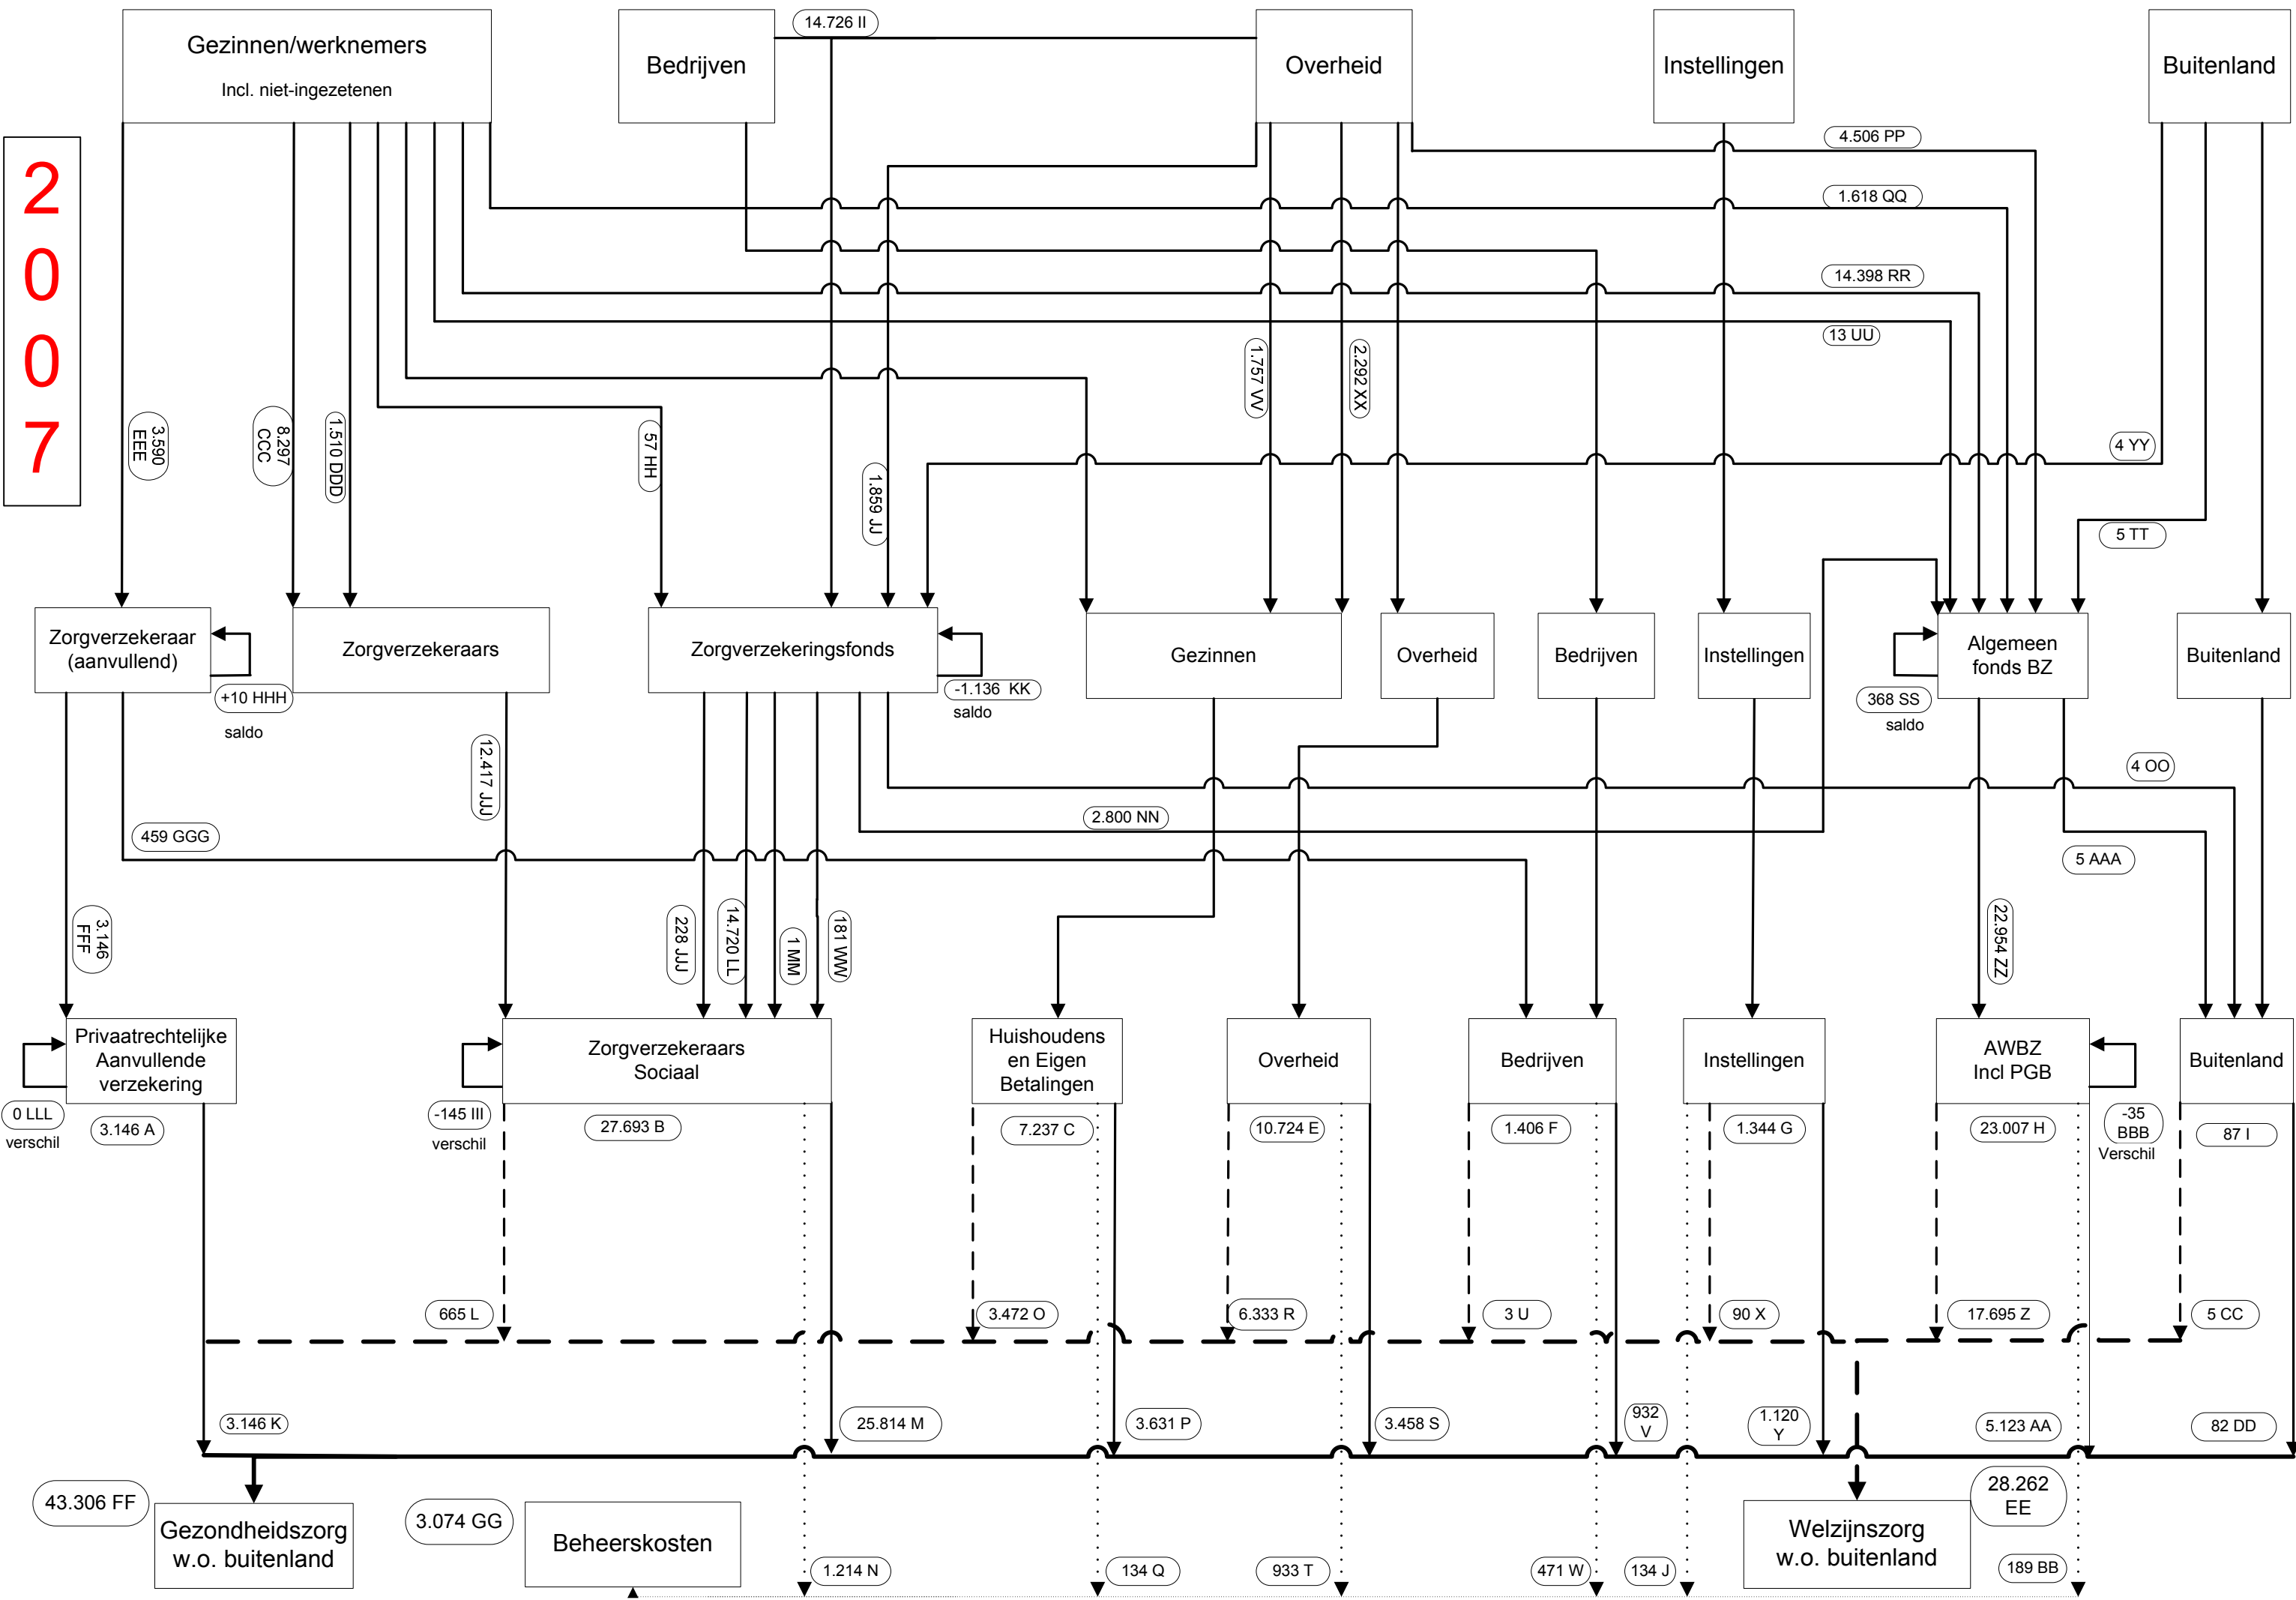 Gezinnen/werknemers
Incl. niet-ingezetenen
Bedrijven
14.726 II
Overheid
Instellingen
Buitenland
2
0
0
7
4.506 PP
1.618 QQ
14.398 RR
13 UU
1.757 VV
2.292 XX
4 YY
5 TT
3.590
EEE
8.297
CCC
1.510 DDD
57 HH
1.859 JJ
Zorgverzekeraar
(aanvullend)
+10 HHH
saldo
Zorgverzekeraars
Zorgverzekeringsfonds
-1.136 KK
saldo
Gezinnen
Overheid
Bedrijven
Instellingen
Algemeen
fonds BZ
368 SS
saldo
Buitenland
12.417 JJJ
4 OO
2.800 NN
459 GGG
5 AAA
3.146
FFF
228 JJJ
14.720 LL
1 MM
181 WW
22.954 ZZ
Privaatrechtelijke
Aanvullende
verzekering
Zorgverzekeraars
Sociaal
Huishoudens
en Eigen
Betalingen
Overheid
Bedrijven
Instellingen
AWBZ
Incl PGB
Buitenland
0 LLL
verschil
3.146 A
-145 III
verschil
27.693 B
7.237 C
10.724 E
1.406 F
1.344 G
23.007 H
-35
BBB
Verschil
87 I
665 L
3.472 O
6.333 R
3 U
90 X
17.695 Z
5 CC
3.146 K
25.814 M
3.631 P
3.458 S
932
V
1.120
Y
5.123 AA
82 DD
43.306 FF
Gezondheidszorg
w.o. buitenland
3.074 GG
Beheerskosten
Welzijnszorg
w.o. buitenland
28.262
EE
1.214 N
134 Q
933 T
471 W
134 J
189 BB